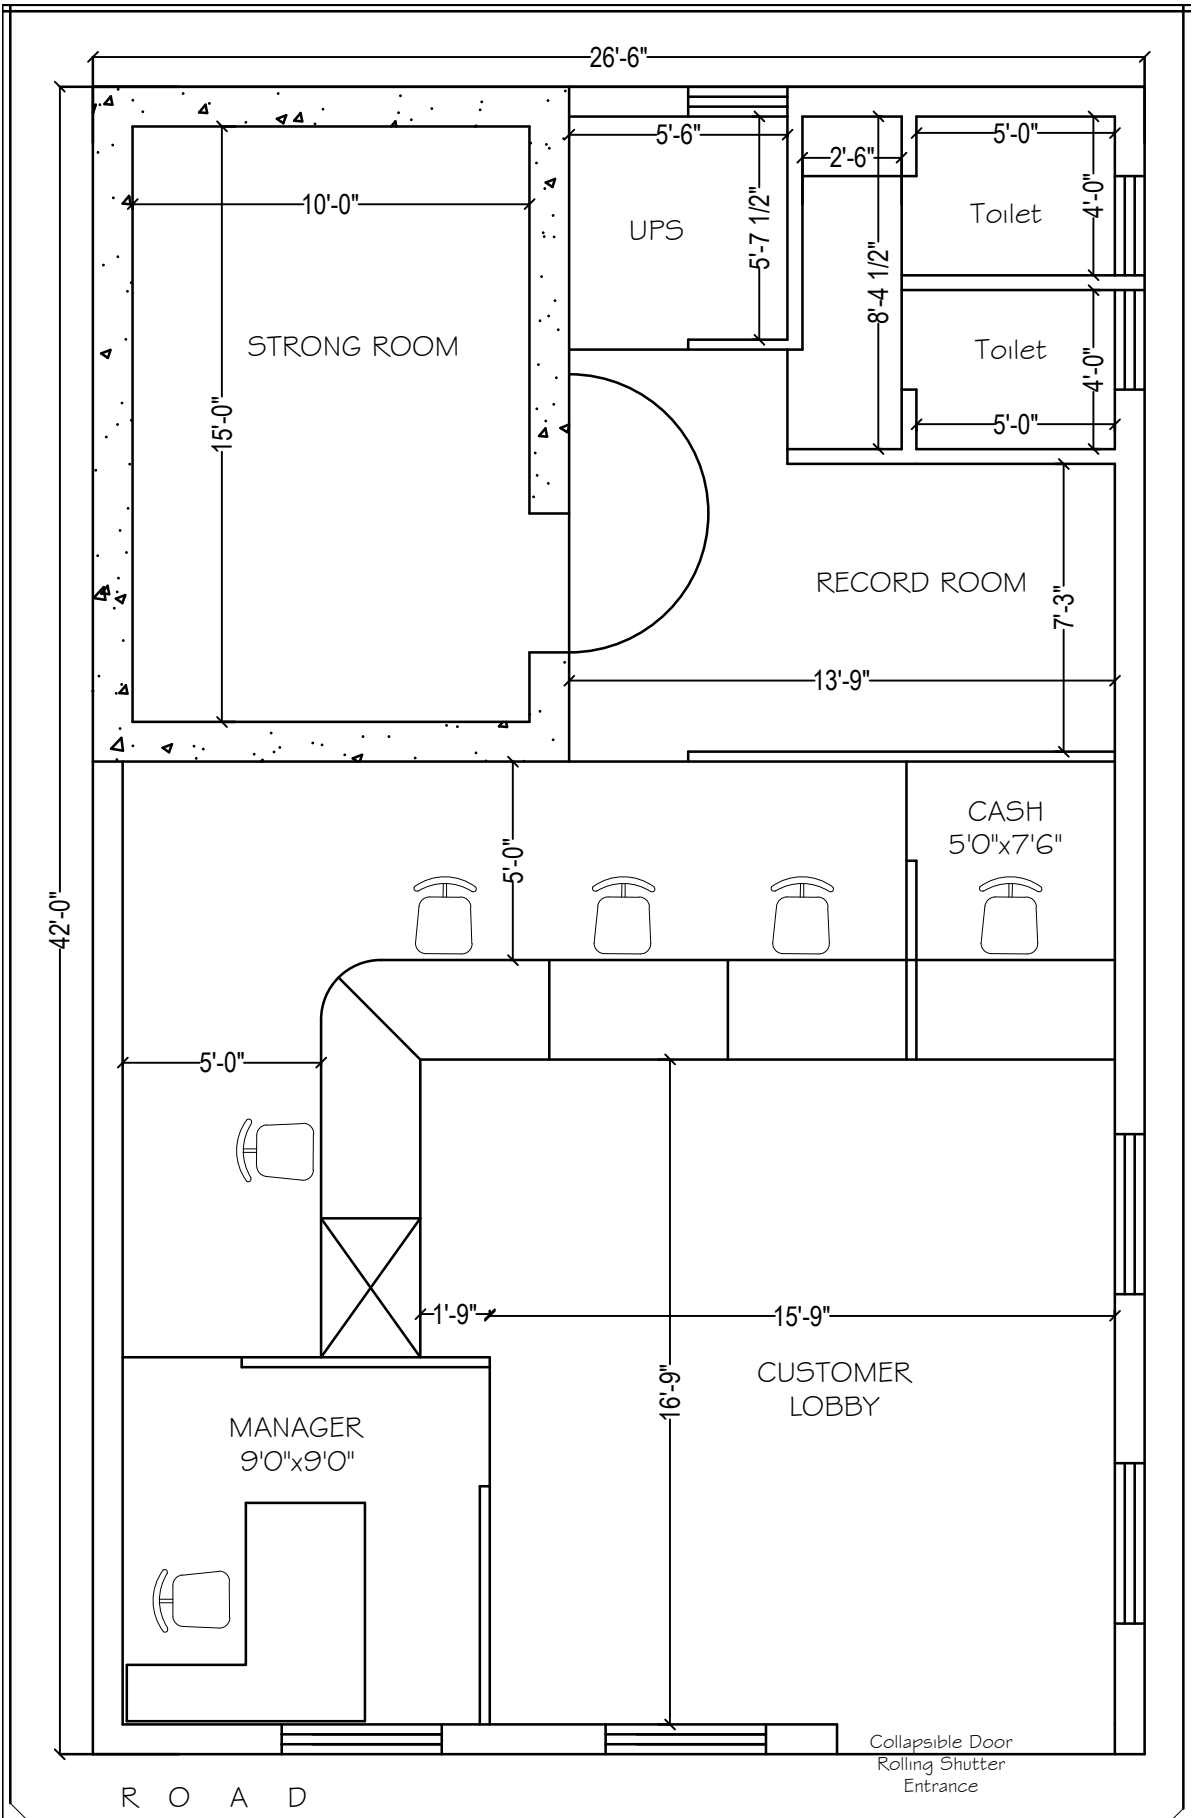 26'-6"
5'-6"
2'-6"
5'-0"
10'-0"
UPS
5'-7 1/2"
8'-4 1/2"
Toilet
4'-0"
STRONG ROOM
15'-0"
Toilet
4'-0"
5'-0"
RECORD ROOM
7'-3"
13'-9"
42'-0"
5'-0"
CASH
5'0"x7'6"
5'-0"
1'-9"
15'-9"
16'-9"
CUSTOMER
LOBBY
MANAGER
9'0"x9'0"
Collapsible Door
Rolling Shutter
Entrance
ROAD